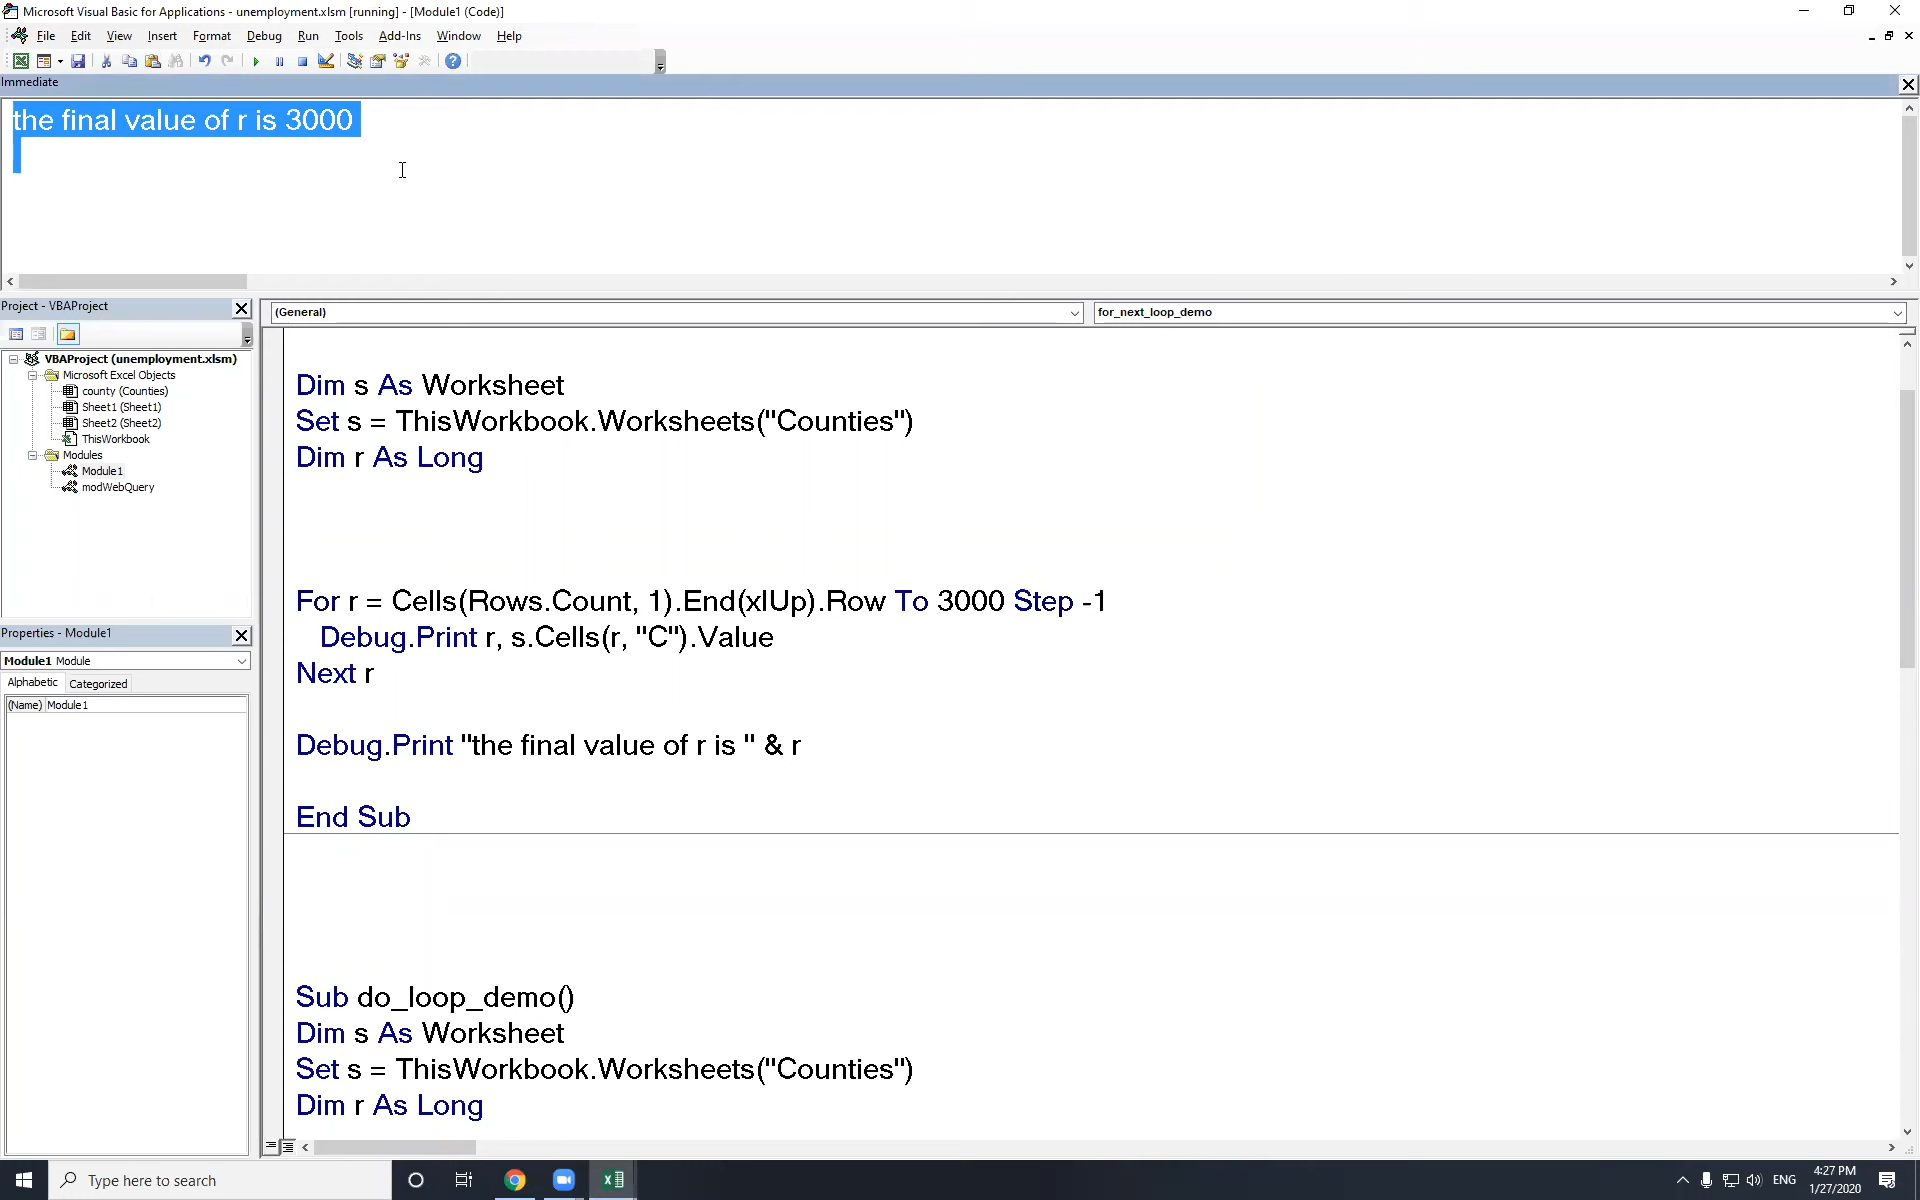 Microsoft Visual Basic for Applications - unemployment.xlsm [running] - [Module1 (Code)]
File Edit View Insert Format Debug Run Tools Add-Ins Window Help
Immediate
the final value of r is 3000
Project - VBAProject
VBAProject (unemployment.xlsm)
Microsoft Excel Objects
county (Counties)
Sheet1 (Sheet1)
Sheet2 (Sheet2)
ThisWorkbook
Modules
Module1
modWebQuery
Properties - Module1
Module1 Module
Alphabetic Categorized
(Name) Module1
(General) for_next_loop_demo
Dim s As Worksheet
Set s = ThisWorkbook.Worksheets("Counties")
Dim r As Long
For r = Cells(Rows.Count, 1).End(xlUp).Row To 3000 Step -1
Debug.Print r, s.Cells(r, "C").Value
Next r
Debug.Print "the final value of r is " & r
End Sub
Sub do_loop_demo()
Dim s As Worksheet
Set s = ThisWorkbook.Worksheets("Counties")
Dim r As Long
Type here to search
ENG
4:27 PM
1/27/2020